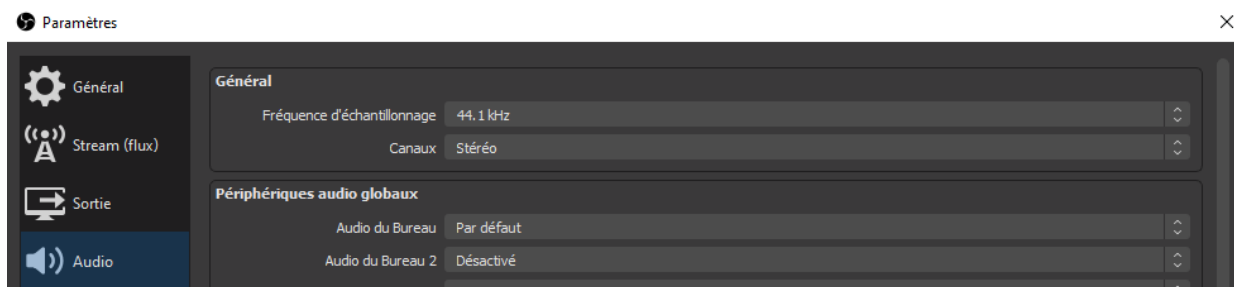 Paramètres
Général
Stream (flux)
Sortie
Audio
Général
Fréquence d'échantillonnage 44.1 kHz
Canaux Stéréo
Périphériques audio globaux
Audio du Bureau Par défaut
Audio du Bureau 2 Désactivé